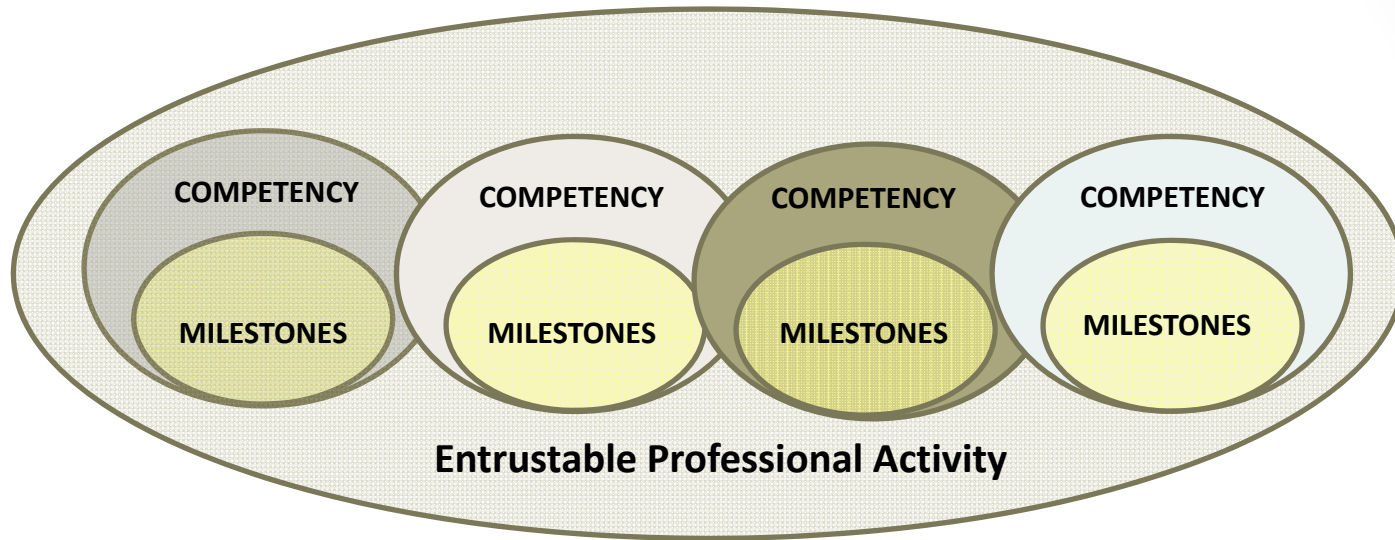 COMPETENCY
COMPETENCY
COMPETENCY
COMPETENCY
MILESTONES
MILESTONES
MILESTONES
MILESTONES
Entrustable Professional Activity